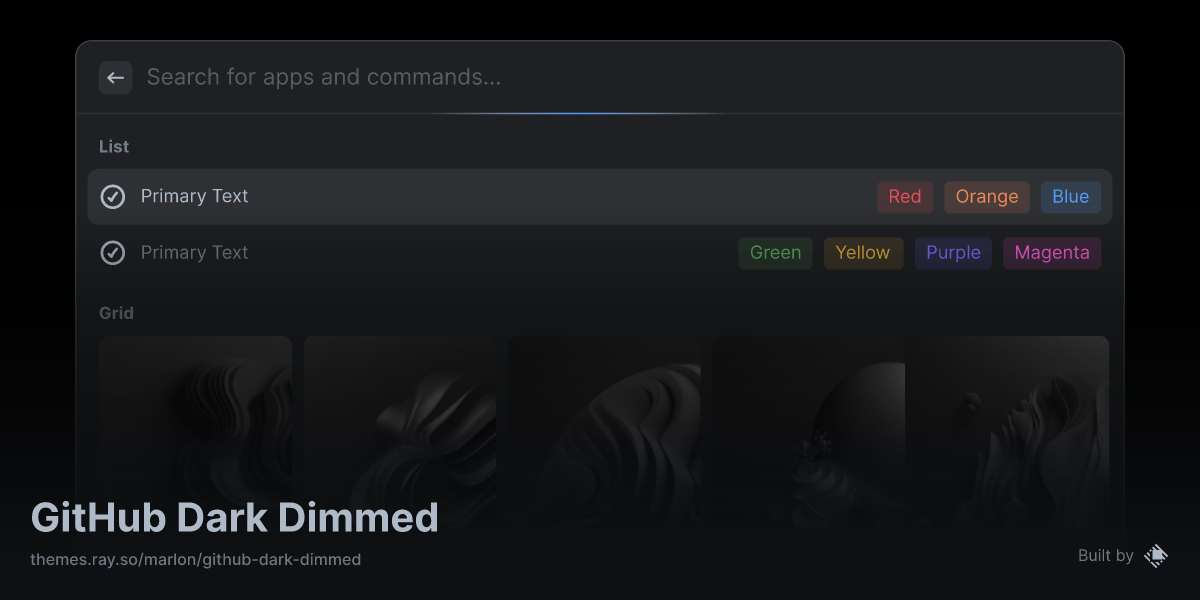 Search for apps and commands...
List
Primary Text Red Orange Blue
Primary Text Green Yellow Purple Magenta
Grid
GitHub Dark Dimmed
themes.ray.so/marlon/github-dark-dimmed
Built by